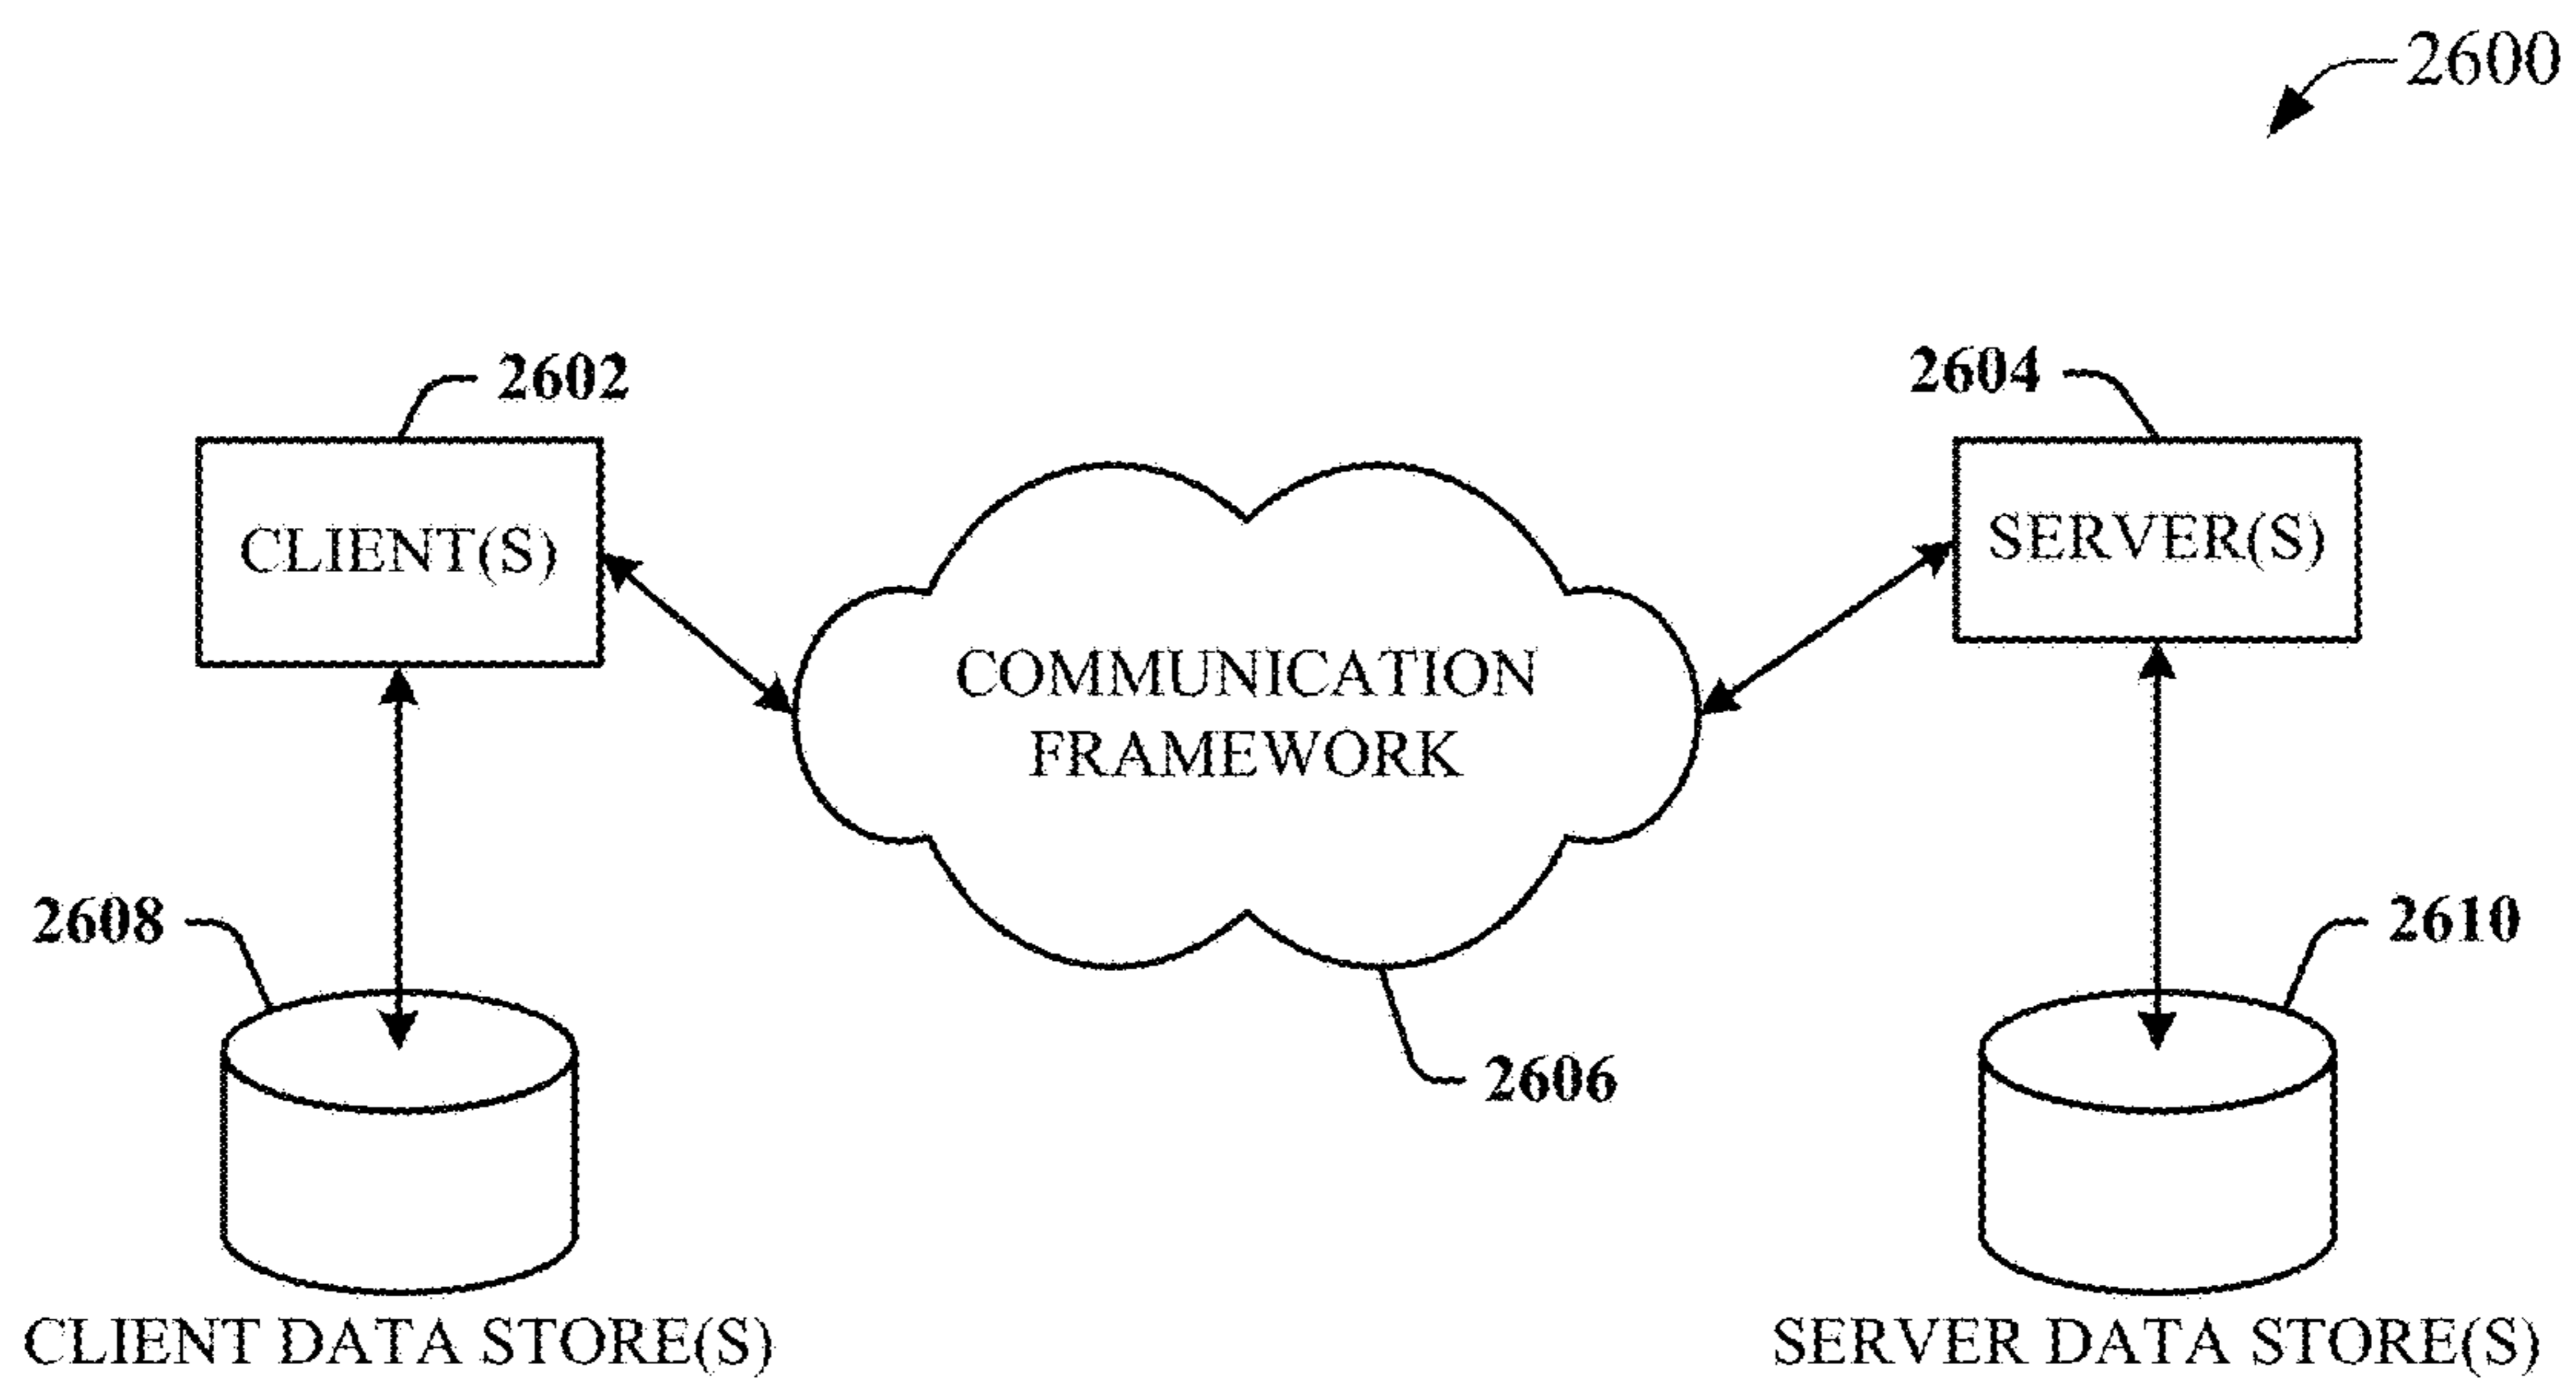 2600
2602
2604
CLIENT(S)
SERVER(S)
COMMUNICATION
FRAMEWORK
2608
2610
2606
CLIENT DATA STORE(S)
SERVER DATA STORE(S)